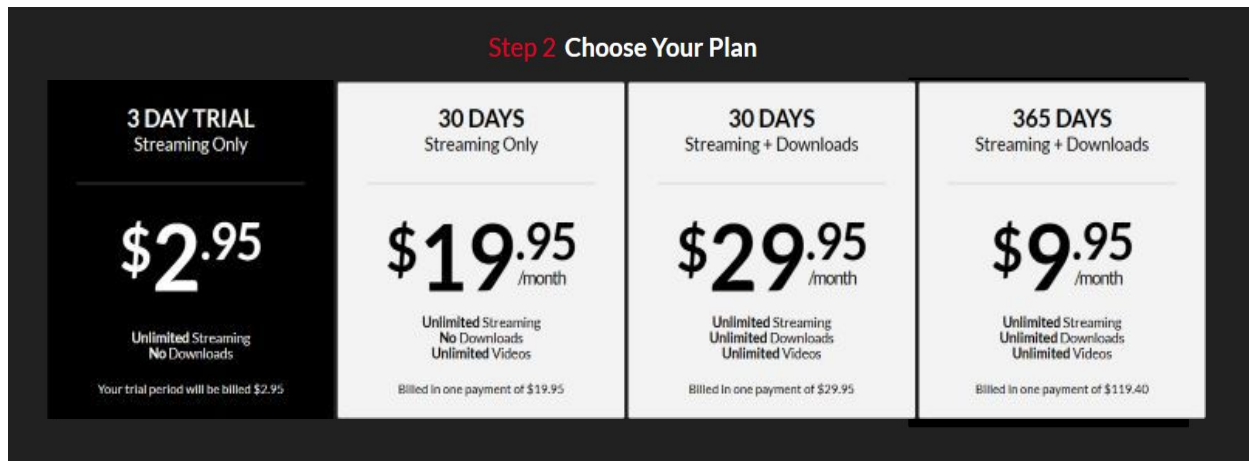 Step 2 Choose Your Plan
3 DAY TRIAL
Streaming Only
$2.95
Unlimited Streaming
No Downloads
Your trial period will be billed $2.95
30 DAYS
Streaming Only
$19.95
/month
Unlimited Streaming
No Downloads
Unlimited Videos
Billed in one payment of $19.95
30 DAYS
Streaming + Downloads
$29.95
/month
Unlimited Streaming
Unlimited Downloads
Unlimited Videos
Billed in one payment of $29.95
365 DAYS
Streaming + Downloads
$9.95
/month
Unlimited Streaming
Unlimited Downloads
Unlimited Videos
Billed in one payment of $119.40